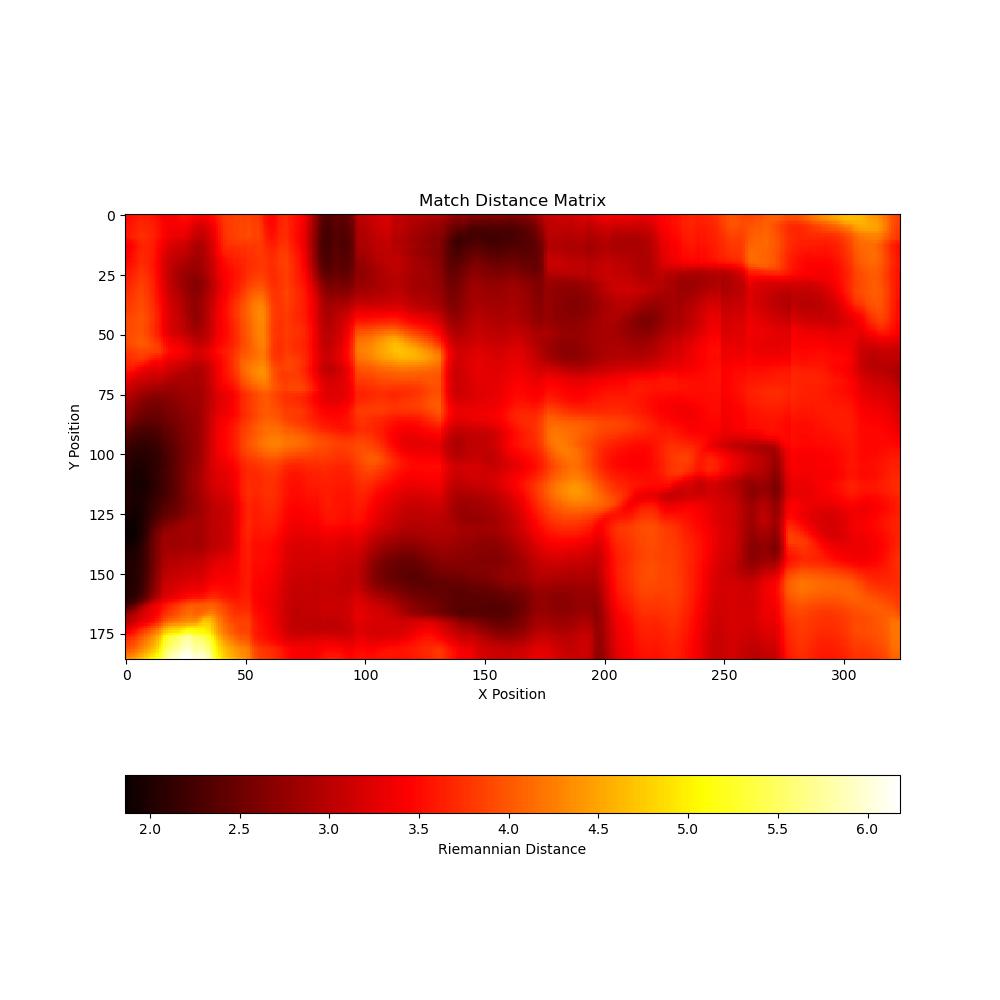 Match Distance Matrix
0
25
50
75
100
125
150
175
Y Position
0 50 100 150 200 250 300
X Position
2.0 2.5 3.0 3.5 4.0 4.5 5.0 5.5 6.0
Riemannian Distance